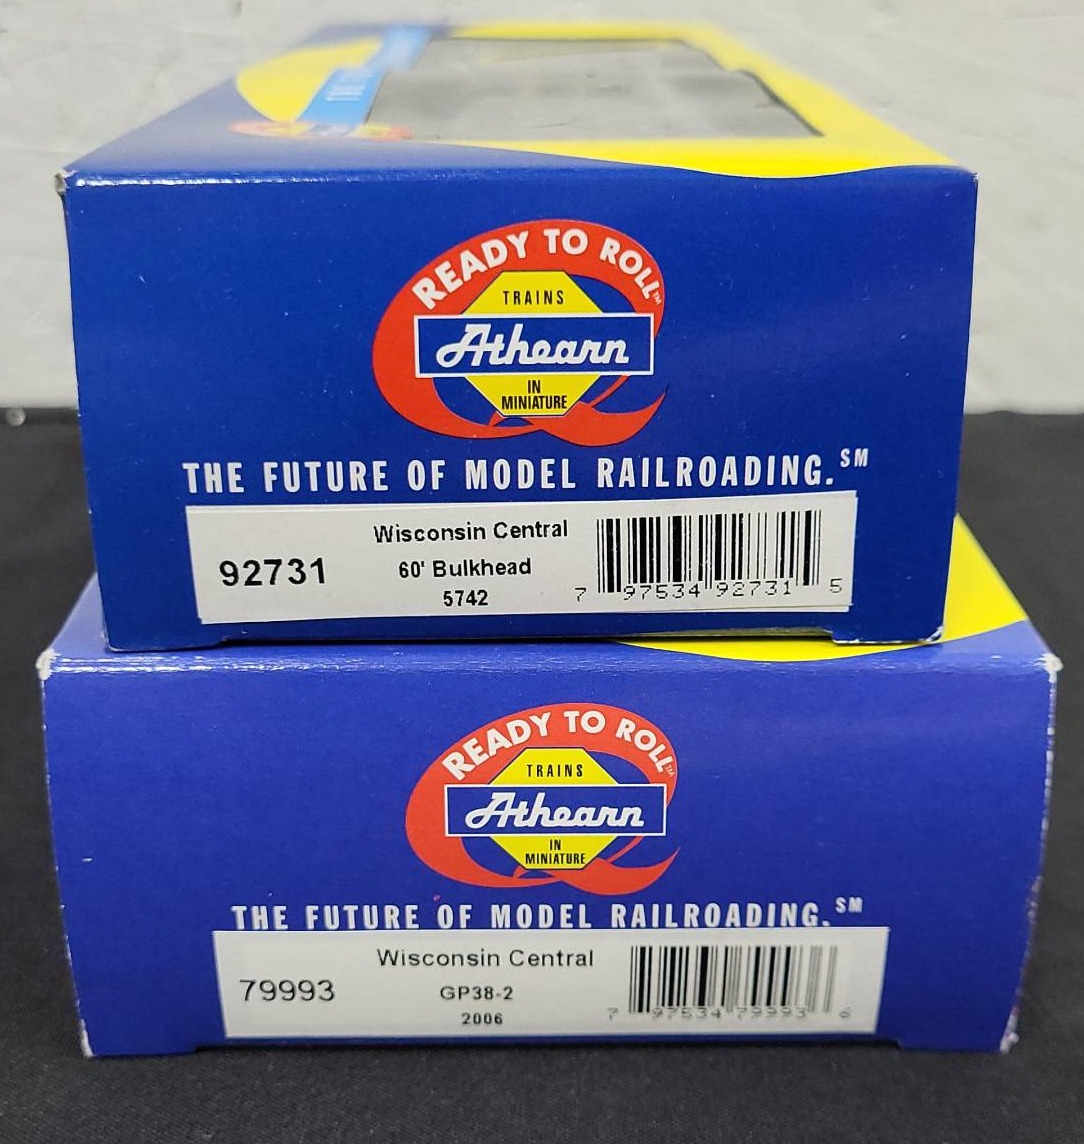 READY TO ROLL™
TRAINS
Athearn
IN
MINIATURE
THE FUTURE OF MODEL RAILROADING.SM
92731
Wisconsin Central
60' Bulkhead
5742
7 97534 92731 5
READY TO ROLL™
TRAINS
Athearn
IN
MINIATURE
THE FUTURE OF MODEL RAILROADING.SM
79993
Wisconsin Central
GP38-2
2006
7 97534 79993 6